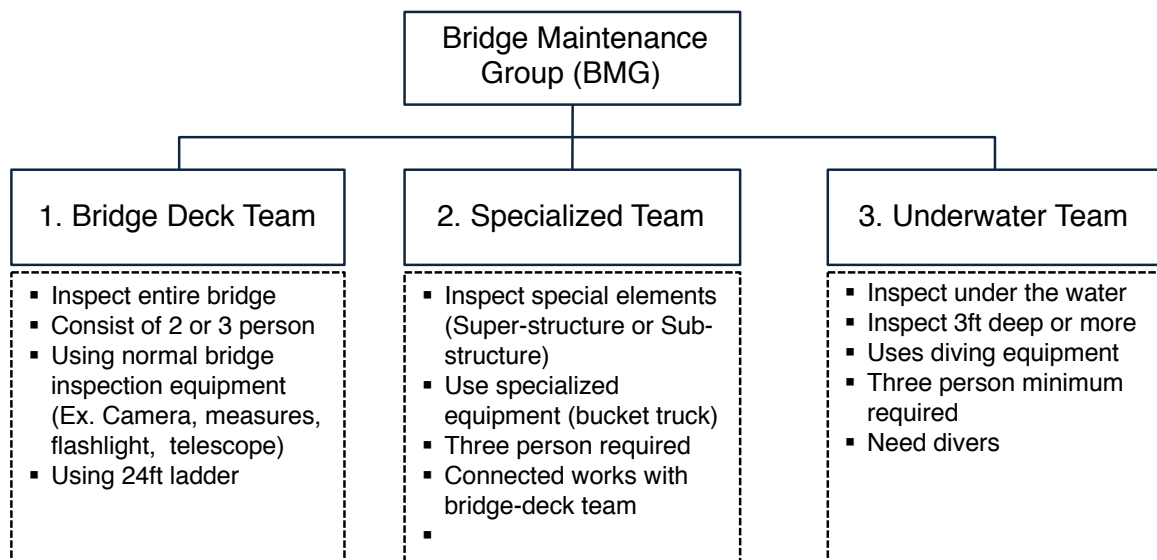 Bridge Maintenance
Group (BMG)
1. Bridge Deck Team
2. Specialized Team
3. Underwater Team
▪ Inspect entire bridge
▪ Consist of 2 or 3 person
▪ Using normal bridge
inspection equipment
(Ex. Camera, measures,
flashlight, telescope)
▪ Using 24ft ladder
▪ Inspect special elements
(Super-structure or Sub-
structure)
▪ Use specialized
equipment (bucket truck)
▪ Three person required
▪ Connected works with
bridge-deck team
▪
▪ Inspect under the water
▪ Inspect 3ft deep or more
▪ Uses diving equipment
▪ Three person minimum
required
▪ Need divers